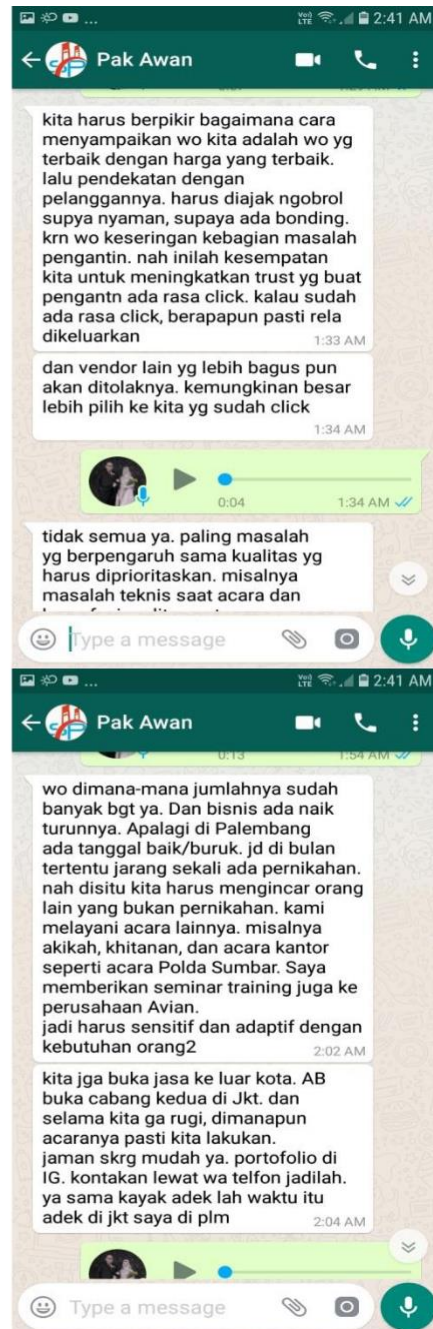 ... 2:41 AM
Pak Awan
kita harus berpikir bagaimana cara
menyampaikan wo kita adalah wo yg
terbaik dengan harga yang terbaik.
lalu pendekatan dengan
pelanggannya. harus diajak ngobrol
supya nyaman, supaya ada bonding.
krn wo keseringan kebagian masalah
pengantin. nah inilah kesempatan
kita untuk meningkatkan trust yg buat
pengantn ada rasa click. kalau sudah
ada rasa click, berapapun pasti rela
dikeluarkan
1:33 AM
dan vendor lain yg lebih bagus pun
akan ditolaknya. kemungkinan besar
lebih pilih ke kita yg sudah click
1:34 AM
0:04 1:34 AM
tidak semua ya. paling masalah
yg berpengaruh sama kualitas yg
harus diprioritaskan. misalnya
masalah teknis saat acara dan
Type a message
... 2:41 AM
Pak Awan
0:13 1:54 AM
wo dimana-mana jumlahnya sudah
banyak bgt ya. Dan bisnis ada naik
turunnya. Apalagi di Palembang
ada tanggal baik/buruk. jd di bulan
tertentu jarang sekali ada pernikahan.
nah disitu kita harus mengincar orang
lain yang bukan pernikahan. kami
melayani acara lainnya. misalnya
akikah, khitanan, dan acara kantor
seperti acara Polda Sumbar. Saya
memberikan seminar training juga ke
perusahaan Avian.
jadi harus sensitif dan adaptif dengan
kebutuhan orang2
2:02 AM
kita jga buka jasa ke luar kota. AB
buka cabang kedua di Jkt. dan
selama kita ga rugi, dimanapun
acaranya pasti kita lakukan.
jaman skrg mudah ya. portofolio di
IG. kontakan lewat wa telfon jadilah.
ya sama kayak adek lah waktu itu
adek di jkt saya di plm
2:04 AM
Type a message